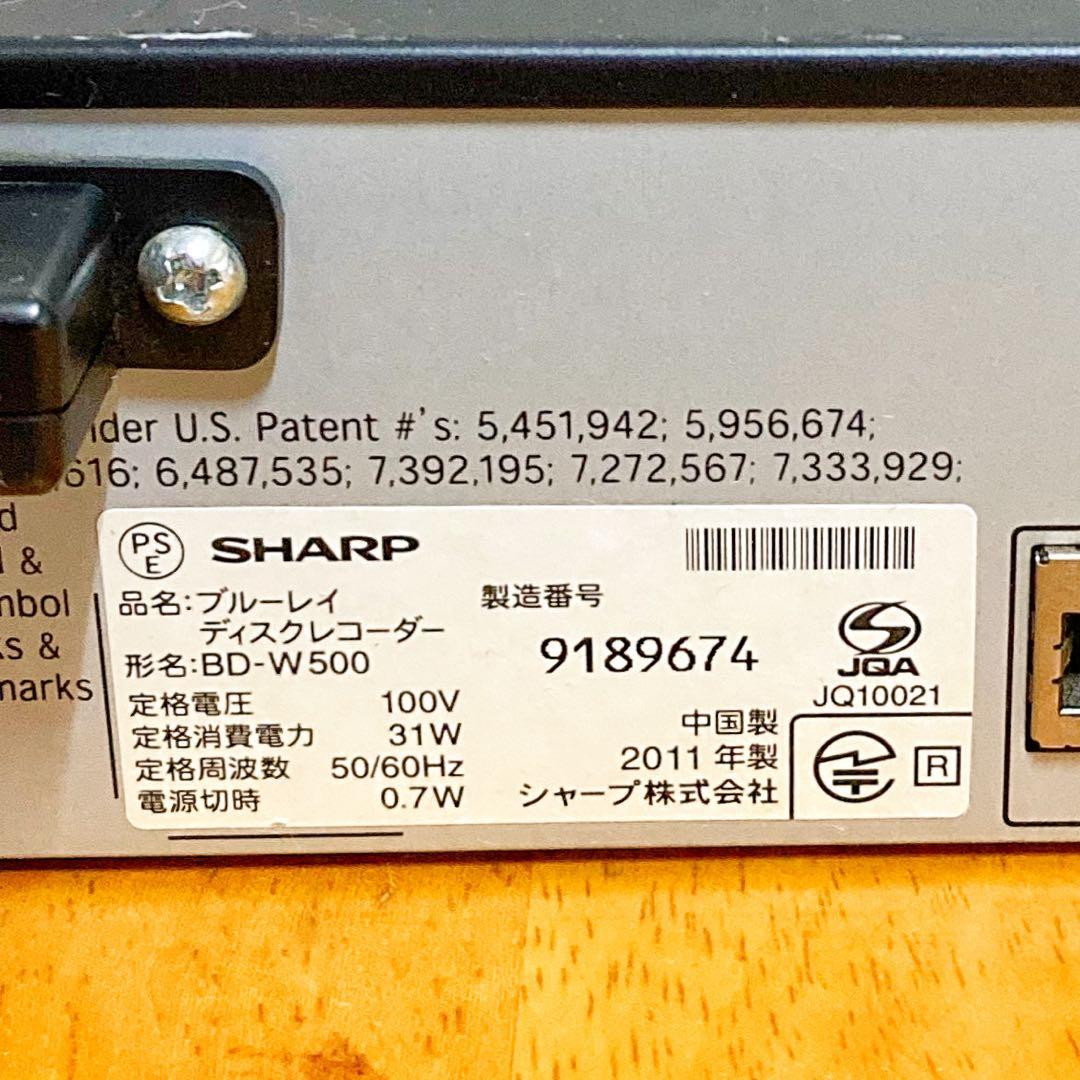 der U.S. Patent #'s: 5,451,942; 5,956,674;
616; 6,487,535; 7,392,195; 7,272,567; 7,333,929;
d
&
mbol
s &
marks
PS
E
SHARP
品名:ブルーレイ
ディスクレコーダー
形名:BD-W500
定格電圧 100V
定格消費電力 31W
定格周波数 50/60Hz
電源切時 0.7W
製造番号
9189674
中国製
2011 年製
シャープ株式会社
JQA
JQ10021
R